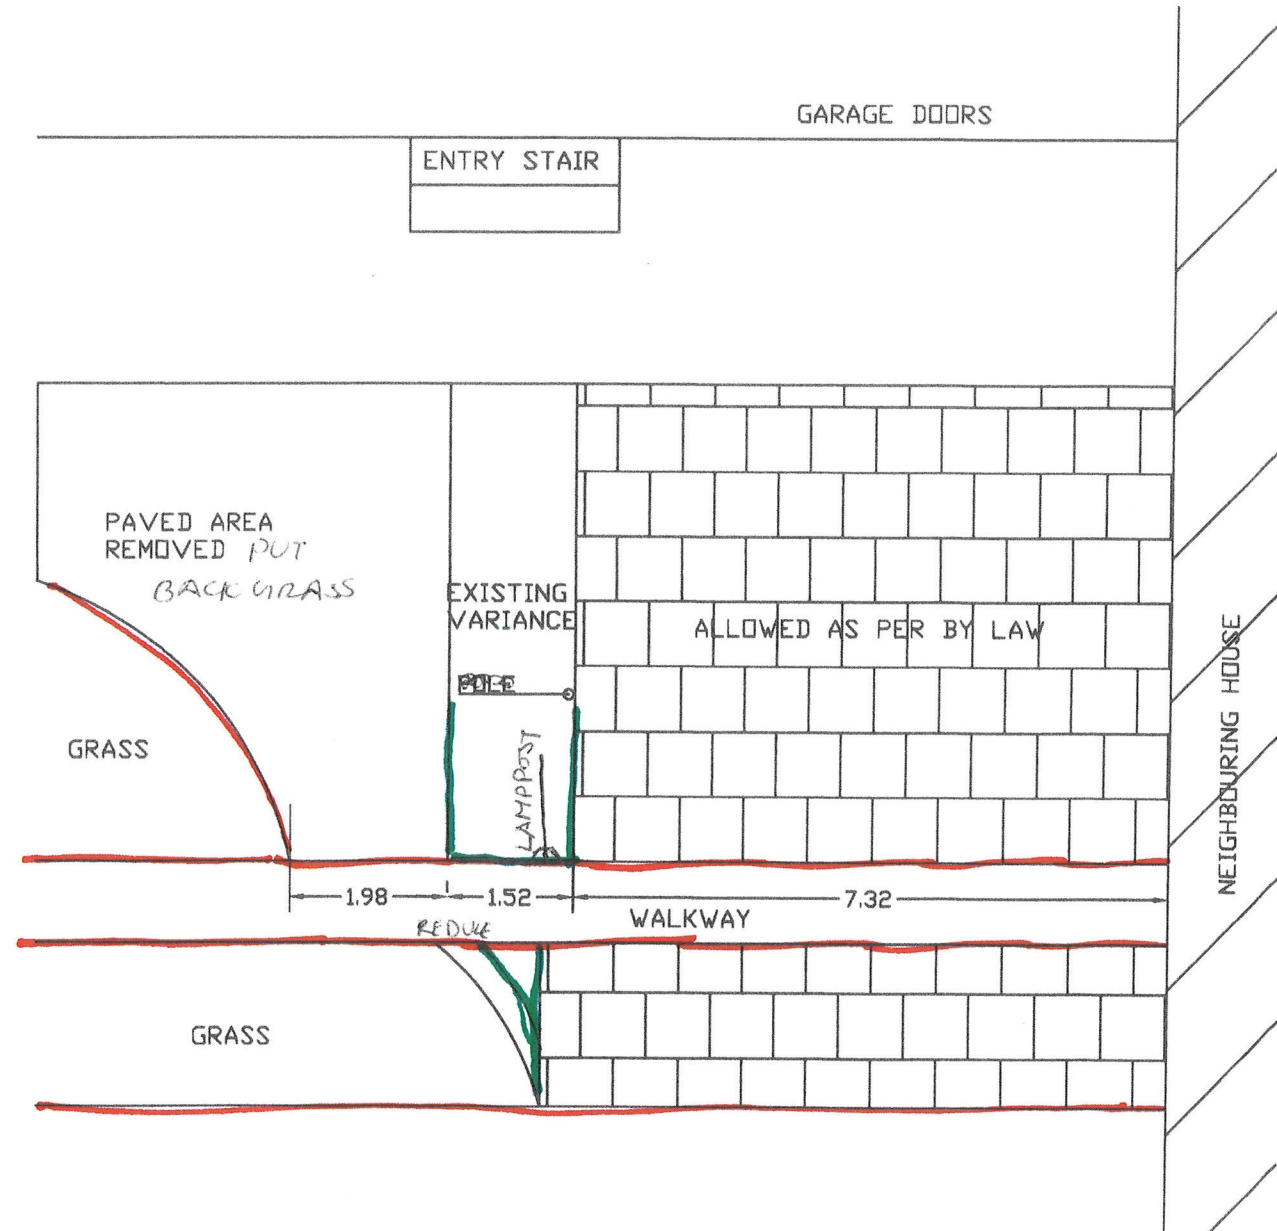 GARAGE DOORS
ENTRY STAIR
PAVED AREA
REMOVED PUT
BACK GRASS
EXISTING
VARIANCE
ALLOWED AS PER BY LAW
POLE
GRASS
LAMPPOST
NEIGHBOURING HOUSE
1.98
1.52
7.32
WALKWAY
REDUCE
GRASS